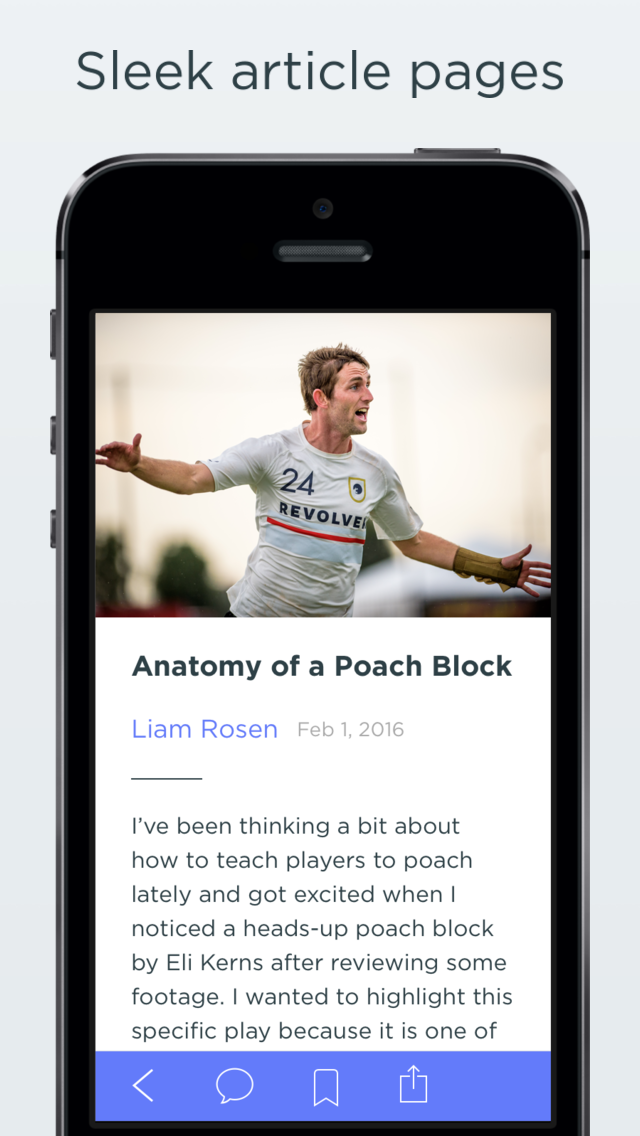 Sleek article pages
24
REVOLVER
Anatomy of a Poach Block
Liam Rosen Feb 1, 2016
I’ve been thinking a bit about
how to teach players to poach
lately and got excited when I
noticed a heads-up poach block
by Eli Kerns after reviewing some
footage. I wanted to highlight this
specific play because it is one of